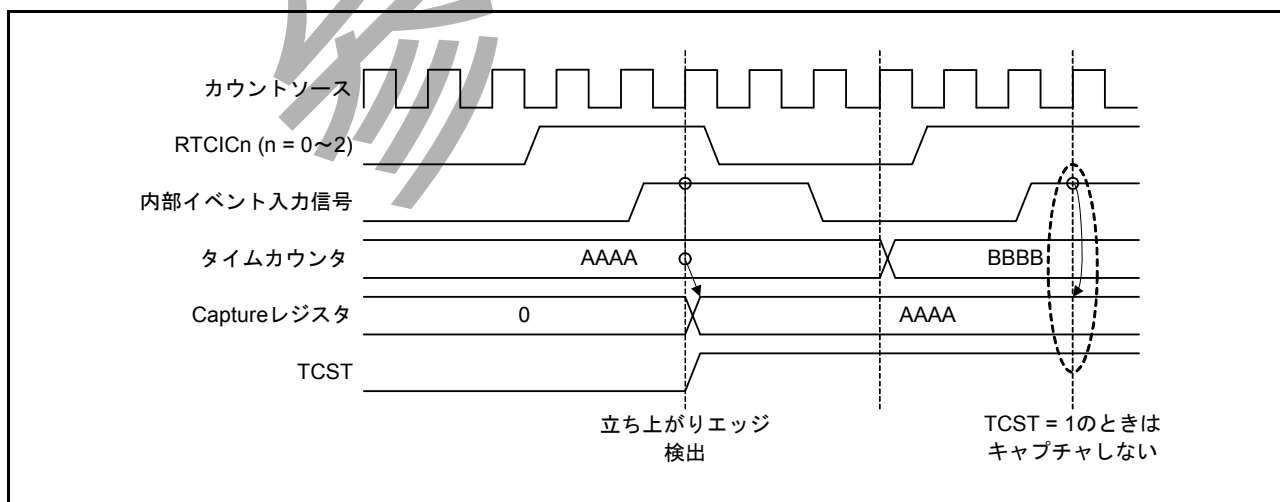 カウントソース
RTCICn (n = 0～2)
内部イベント入力信号
タイムカウンタ
AAAA
BBBB
Captureレジスタ
0
AAAA
TCST
立ち上がりエッジ
検出
TCST = 1のときは
キャプチャしない